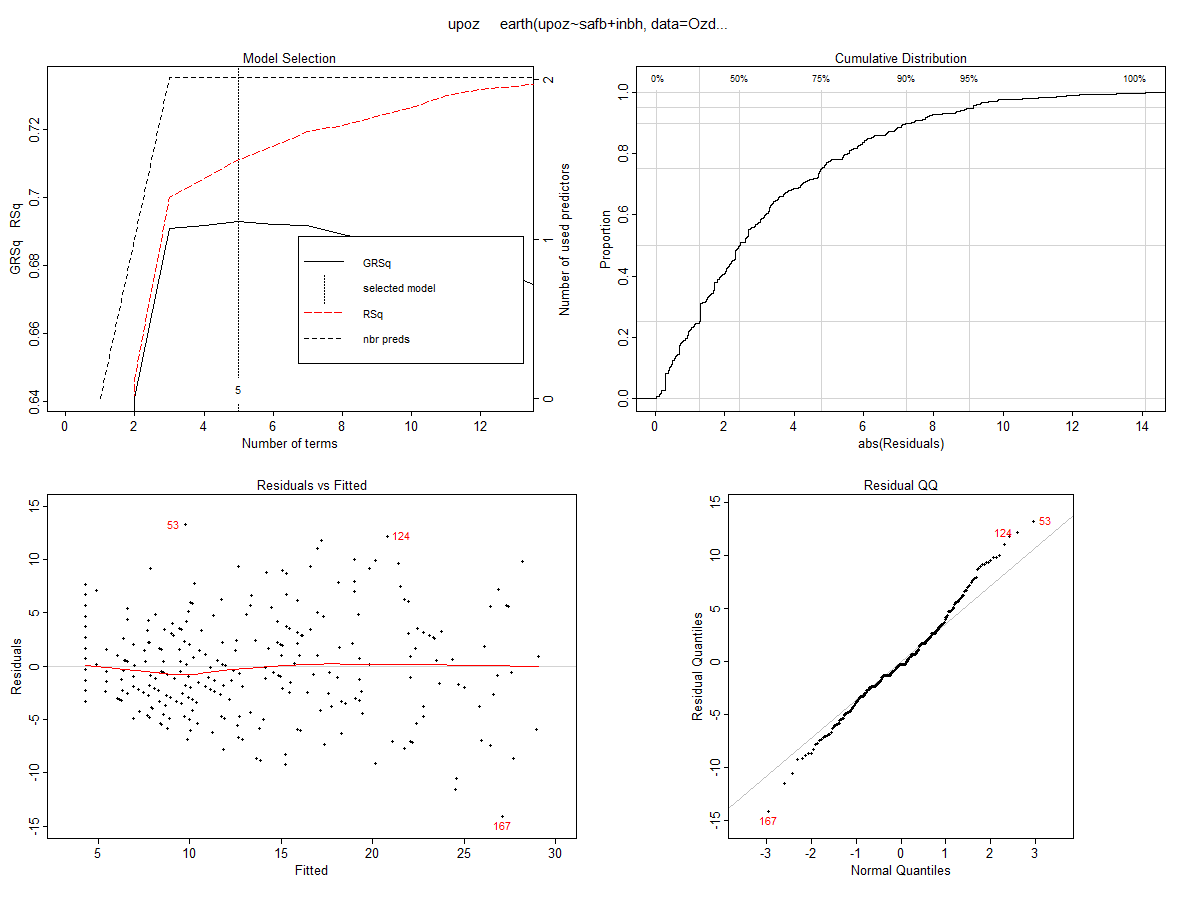 upoz earth(upoz~safb+inbh, data=Ozd...
Model Selection
GRSq RSq
0.64 0.66 0.68 0.7 0.72
0 2 4 6 8 10 12
Number of terms
0 1 2
Number of used predictors
GRSq
selected model
RSq
nbr preds
5
Cumulative Distribution
0% 50% 75% 90% 95% 100%
Proportion
0.0 0.2 0.4 0.6 0.8 1.0
0 2 4 6 8 10 12 14
abs(Residuals)
Residuals vs Fitted
Residuals
-15 -10 -5 0 5 10 15
53
124
167
5 10 15 20 25 30
Fitted
Residual QQ
Residual Quantiles
-15 -10 -5 0 5 10 15
53
124
167
-3 -2 -1 0 1 2 3
Normal Quantiles